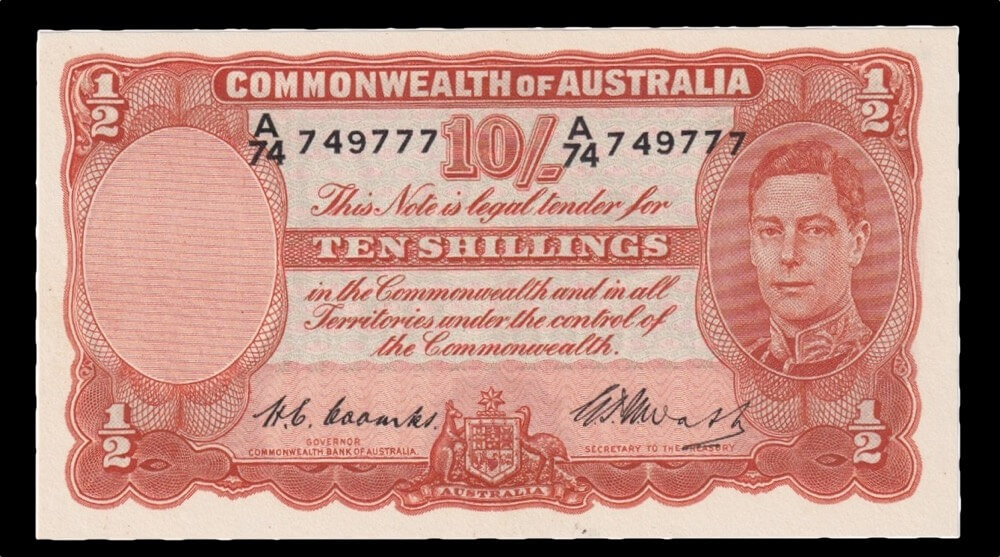 ½ ½
COMMONWEALTH OF AUSTRALIA
A/74 749777 10/- A/74 749777
This Note is legal tender for
TEN SHILLINGS
in the Commonwealth and in all
Territories under the control of
the Commonwealth.
H.C. Coombs.
GOVERNOR
COMMONWEALTH BANK OF AUSTRALIA.
SECRETARY TO THE TREASURY
½ ½
AUSTRALIA